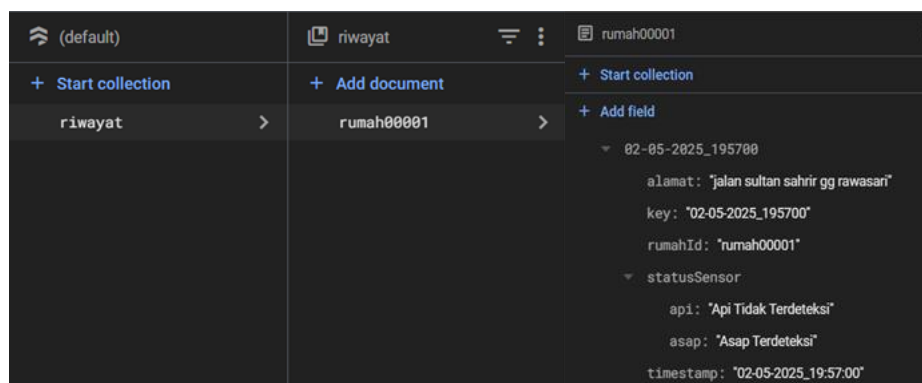 (default)
+ Start collection
riwayat
riwayat
+ Add document
rumah00001
rumah00001
+ Start collection
+ Add field
02-05-2025_195700
alamat: "jalan sultan sahrir gg rawasari"
key: "02-05-2025_195700"
rumahId: "rumah00001"
statusSensor
api: "Api Tidak Terdeteksi"
asap: "Asap Terdeteksi"
timestamp: "02-05-2025_19:57:00"